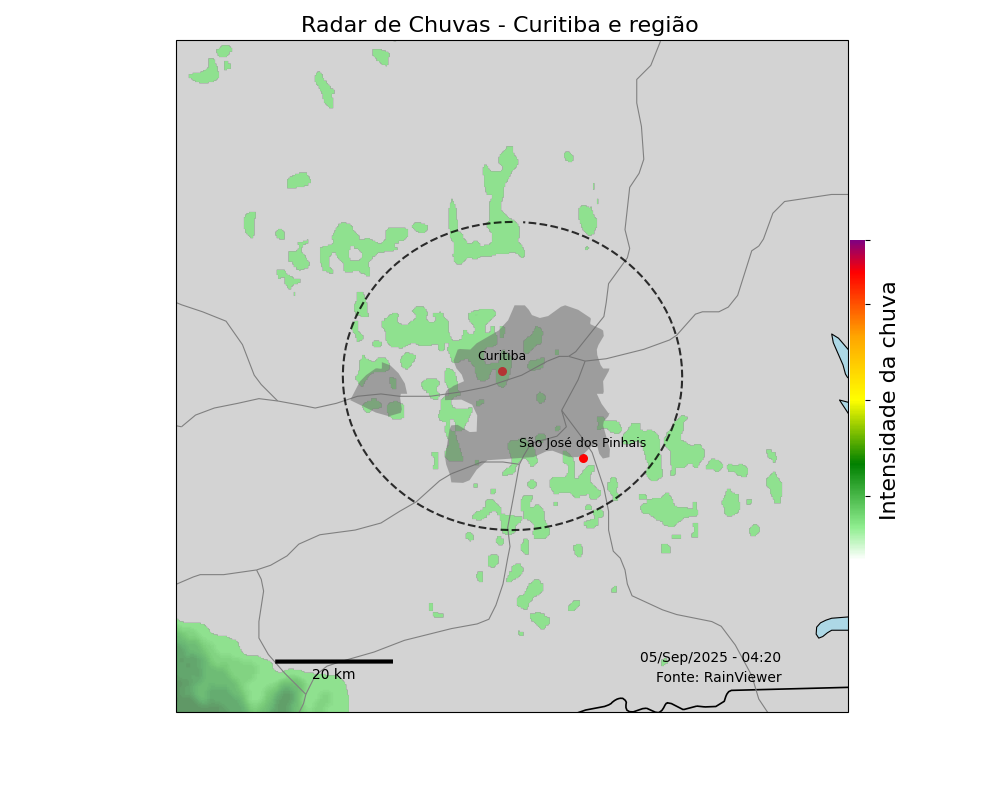 Radar de Chuvas - Curitiba e região
Curitiba
São José dos Pinhais
Intensidade da chuva
20 km
05/Sep/2025 - 04:20
Fonte: RainViewer